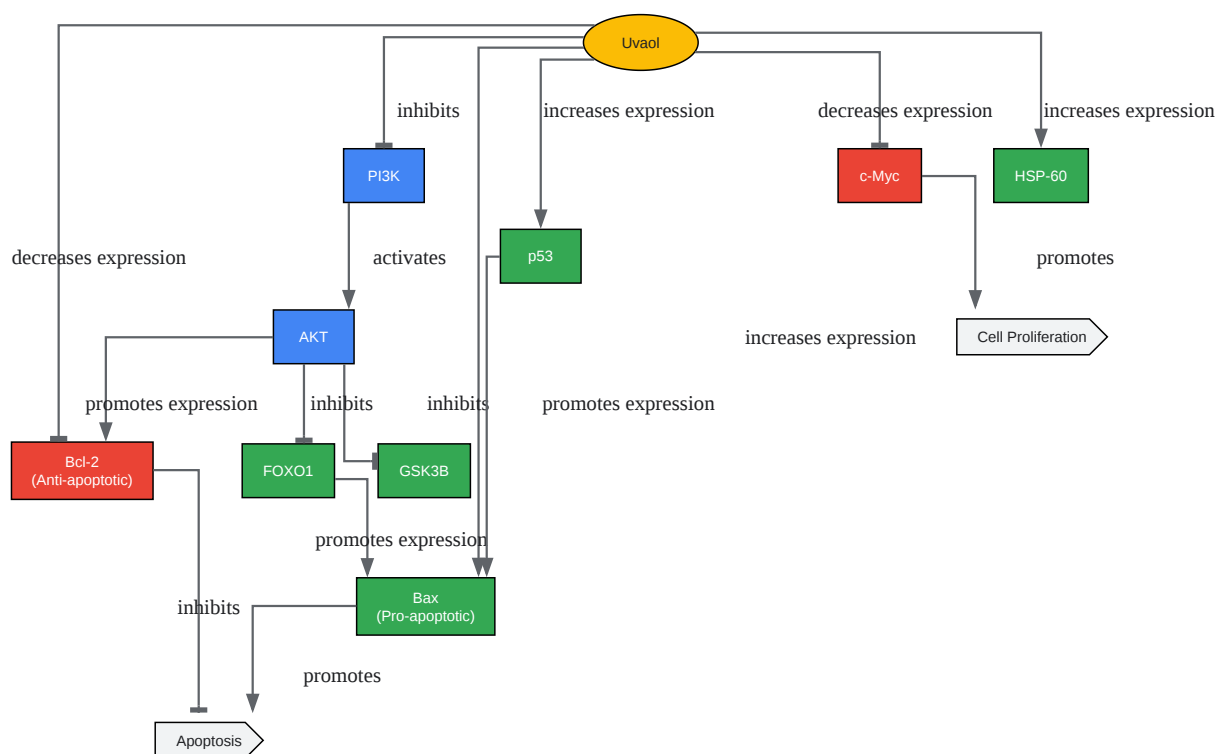 Uvaol
inhibits
increases expression
decreases expression
increases expression
PI3K
c-Myc
HSP-60
decreases expression
activates
p53
promotes
AKT
increases expression
Cell Proliferation
promotes expression
inhibits
inhibits
promotes expression
Bcl-2
(Anti-apoptotic)
FOXO1
GSK3B
promotes expression
Bax
(Pro-apoptotic)
inhibits
promotes
Apoptosis